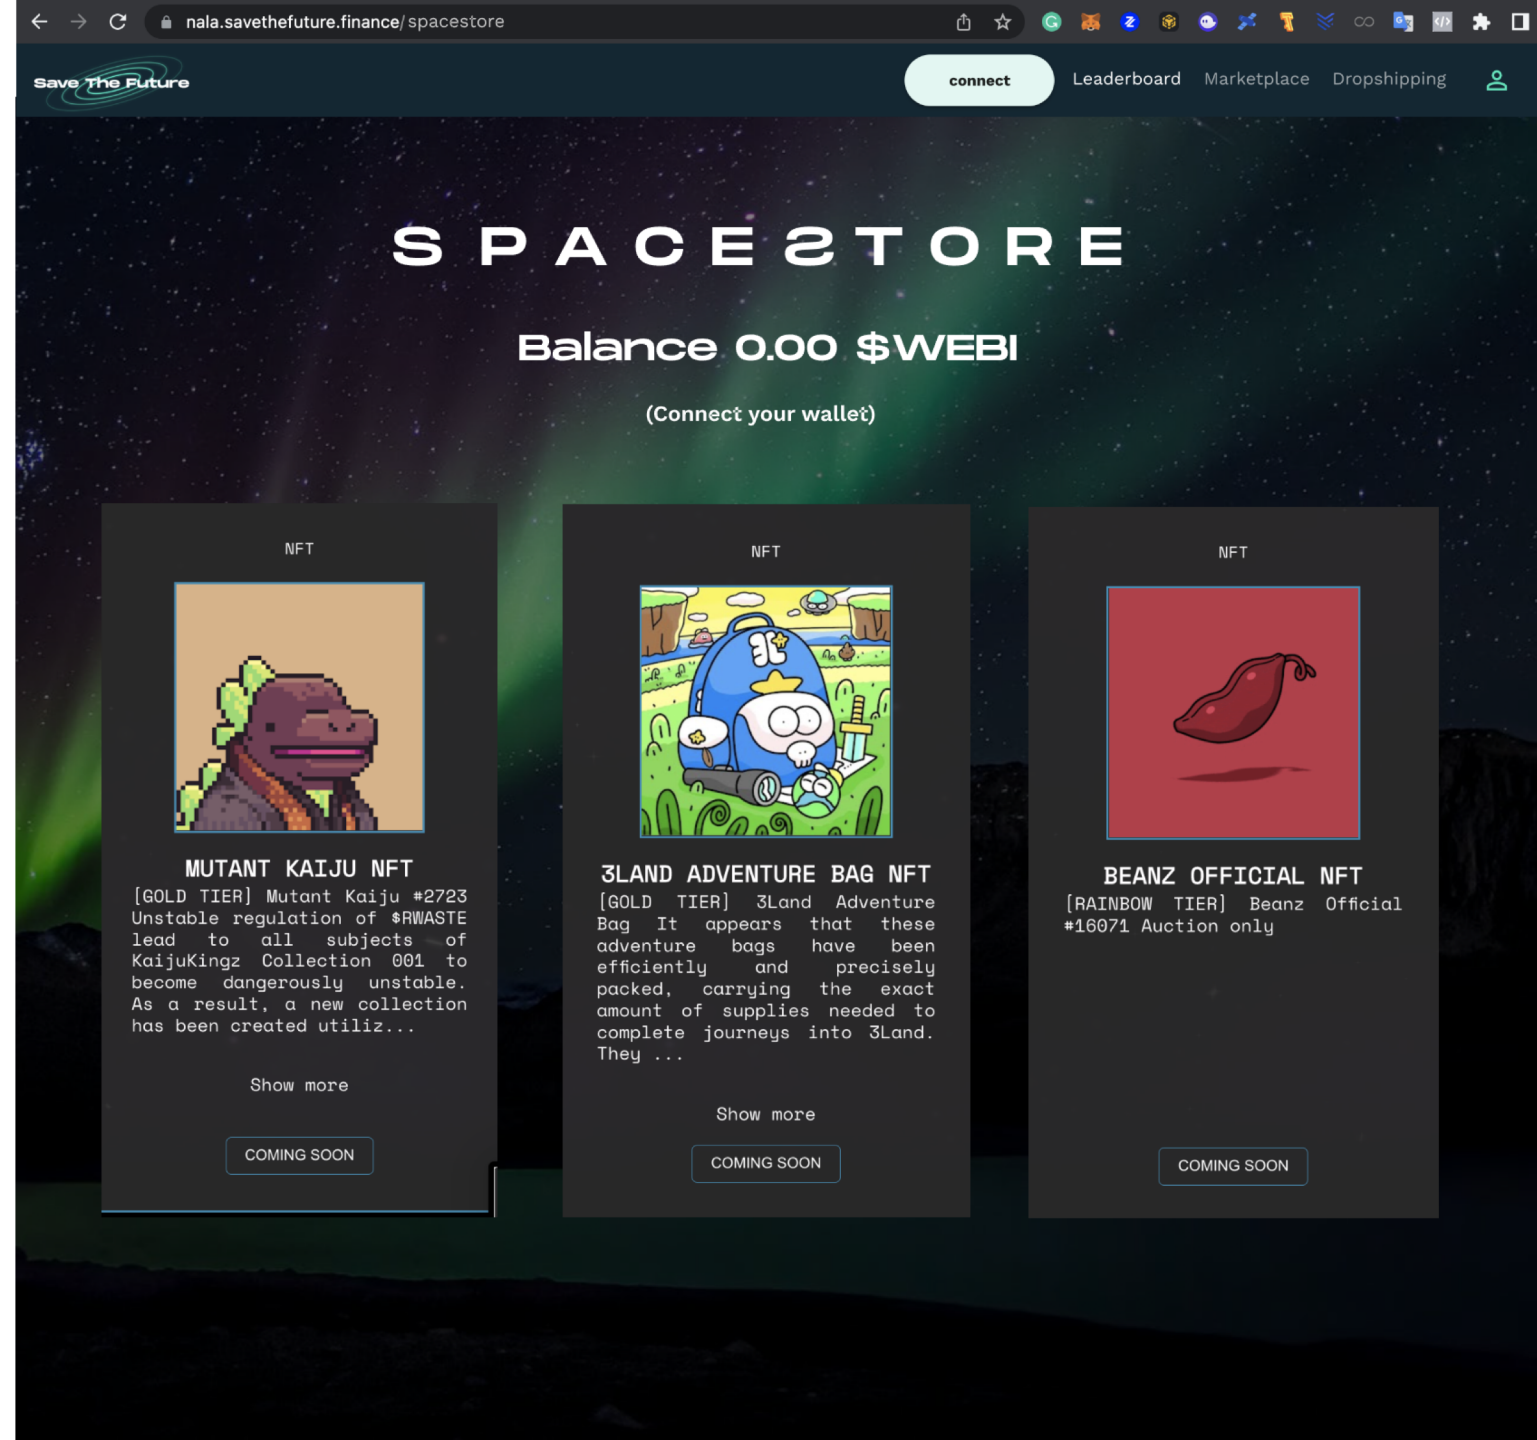 nala.savethefuture.finance/spacestore
Save The Future
connect
Leaderboard
Marketplace
Dropshipping
SPACESTORE
Balance 0.00 $WEBI
(Connect your wallet)
NFT
3L
MUTANT KAIJU NFT
[GOLD TIER] Mutant Kaiju #2723
Unstable regulation of $RWASTE
lead to all subjects of
KaijuKingz Collection 001 to
become dangerously unstable.
As a result, a new collection
has been created utiliz...
Show more
COMING SOON
NFT
3LAND ADVENTURE BAG NFT
[GOLD TIER] 3Land Adventure
Bag It appears that these
adventure bags have been
efficiently and precisely
packed, carrying the exact
amount of supplies needed to
complete journeys into 3Land.
They ...
Show more
COMING SOON
NFT
BEANZ OFFICIAL NFT
[RAINBOW TIER] Beanz Official
#16071 Auction only
COMING SOON